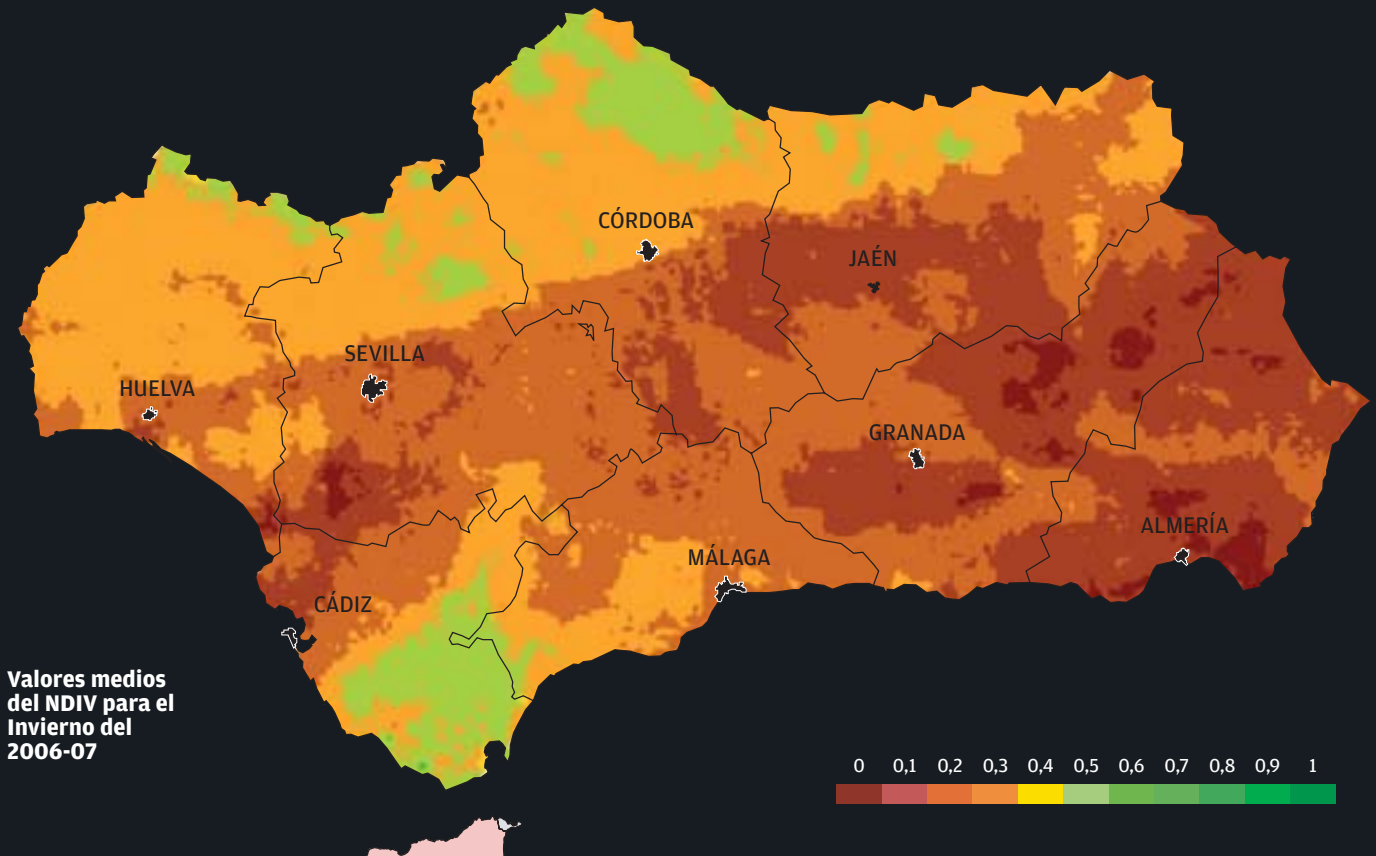 CÓRDOBA
JAÉN
SEVILLA
HUELVA
GRANADA
ALMERÍA
MÁLAGA
CÁDIZ
Valores medios
del NDIV para el
Invierno del
2006-07
0 0,1 0,2 0,3 0,4 0,5 0,6 0,7 0,8 0,9 1